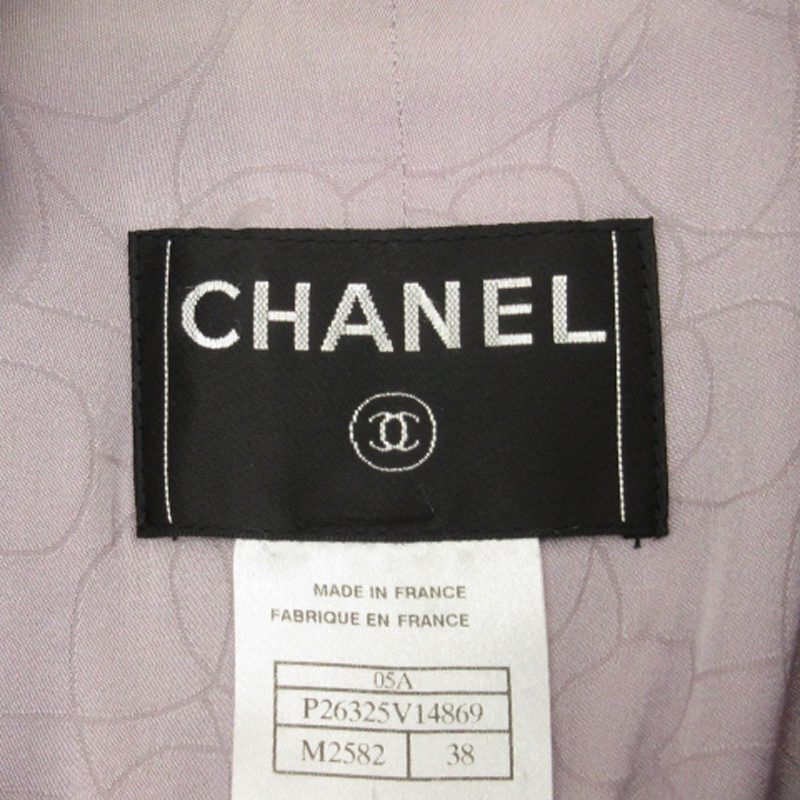 CHANEL
MADE IN FRANCE
FABRIQUE EN FRANCE
05A
P26325V14869
M2582 38